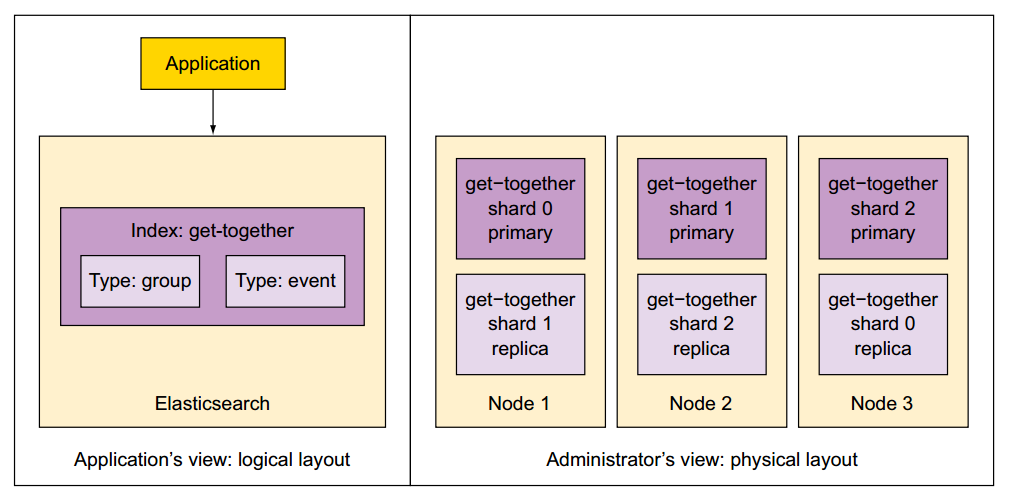 Application
Index: get-together
Type: group
Type: event
Elasticsearch
Application’s view: logical layout
get−together
shard 0
primary
get−together
shard 1
replica
Node 1
get−together
shard 1
primary
get−together
shard 2
replica
Node 2
get−together
shard 2
primary
get−together
shard 0
replica
Node 3
Administrator’s view: physical layout